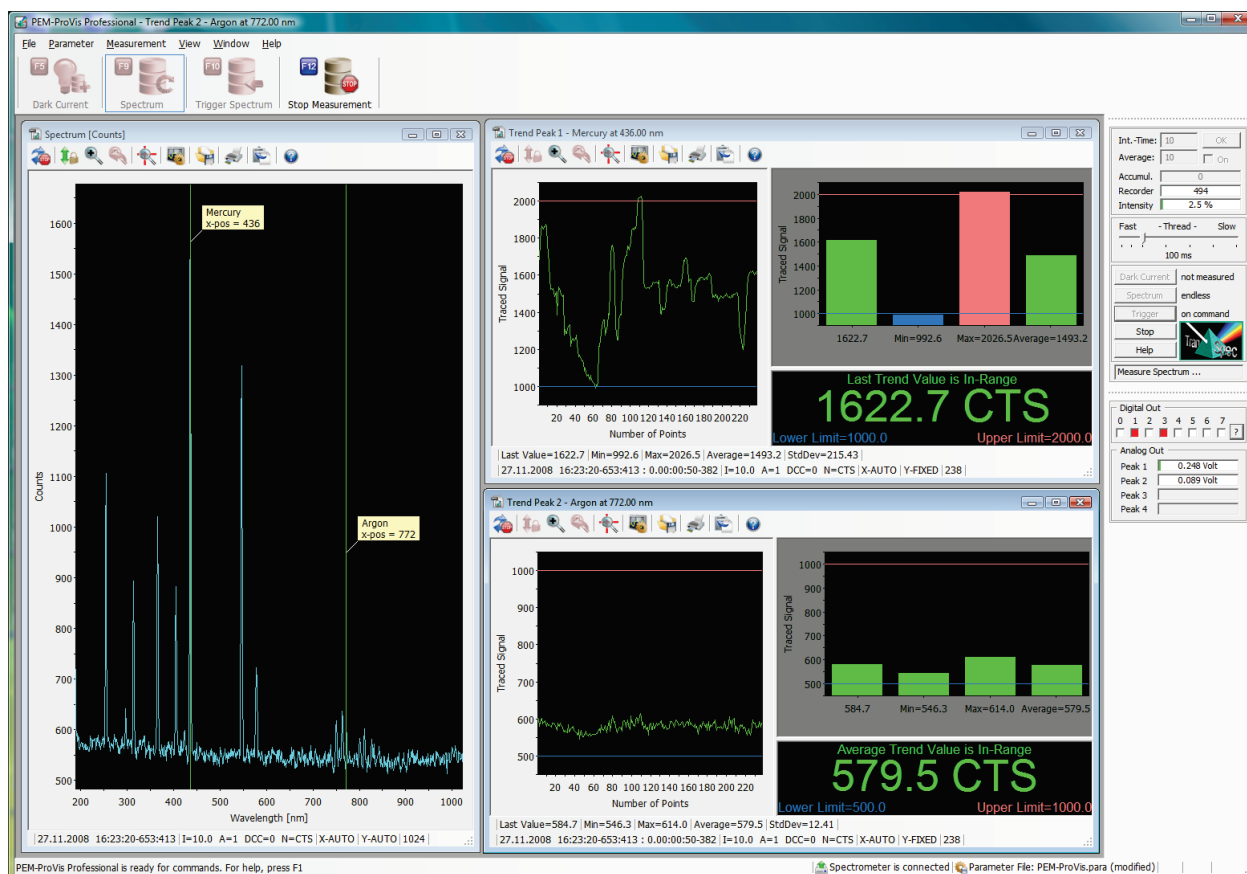 PEM-ProVis Professional - Trend Peak 2 - Argon at 772.00 nm
File Parameter Measurement View Window Help
F5 F9 F10 F12 STOP
Dark Current Spectrum Trigger Spectrum Stop Measurement
Spectrum [Counts]
Mercury
x-pos = 436
Argon
x-pos = 772
Counts
1600
1500
1400
1300
1200
1100
1000
900
800
700
600
500
200 300 400 500 600 700 800 900 1000
Wavelength [nm]
27.11.2008 16:23:20-653:413 I=10.0 A=1 DCC=0 N=CTS X-AUTO Y-AUTO 1024
Trend Peak 1 - Mercury at 436.00 nm
Traced Signal
2000
1800
1600
1400
1200
1000
20 40 60 80 100 120 140 160 180 200 220
Number of Points
Traced Signal
2000
1800
1600
1400
1200
1000
1622.7 Min=992.6 Max=2026.5 Average=1493.2
Last Trend Value is In-Range
1622.7 CTS
Lower Limit=1000.0 Upper Limit=2000.0
Last Value=1622.7 Min=992.6 Max=2026.5 Average=1493.2 StdDev=215.43
27.11.2008 16:23:20-653:413 : 0.00:00:50-382 I=10.0 A=1 DCC=0 N=CTS X-AUTO Y-FIXED 238
Trend Peak 2 - Argon at 772.00 nm
Traced Signal
1000
900
800
700
600
500
20 40 60 80 100 120 140 160 180 200 220
Number of Points
Traced Signal
1000
900
800
700
600
500
584.7 Min=546.3 Max=614.0 Average=579.5
Average Trend Value is In-Range
579.5 CTS
Lower Limit=500.0 Upper Limit=1000.0
Last Value=584.7 Min=546.3 Max=614.0 Average=579.5 StdDev=12.41
27.11.2008 16:23:20-653:413 : 0.00:00:50-382 I=10.0 A=1 DCC=0 N=CTS X-AUTO Y-FIXED 238
Int.-Time: 10 OK
Average: 10 On
Accumul. 0
Recorder 494
Intensity 2.5 %
Fast - Thread - Slow
100 ms
Dark Current not measured
Spectrum endless
Trigger on command
Stop
Help
TranSpec
Measure Spectrum ...
Digital Out
0 1 2 3 4 5 6 7
?
Analog Out
Peak 1 0.248 Volt
Peak 2 0.089 Volt
Peak 3
Peak 4
PEM-ProVis Professional is ready for commands. For help, press F1
Spectrometer is connected Parameter File: PEM-ProVis.para (modified)